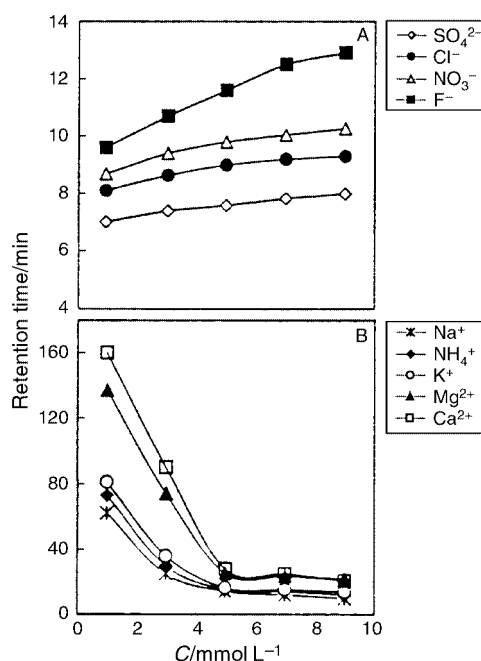 14
12
10
8
6
4
A
SO₄²⁻
Cl⁻
NO₃⁻
F⁻
Retention time/min
160
120
80
40
0
B
Na⁺
NH₄⁺
K⁺
Mg²⁺
Ca²⁺
0 2 4 6 8 10
C/mmol L⁻¹